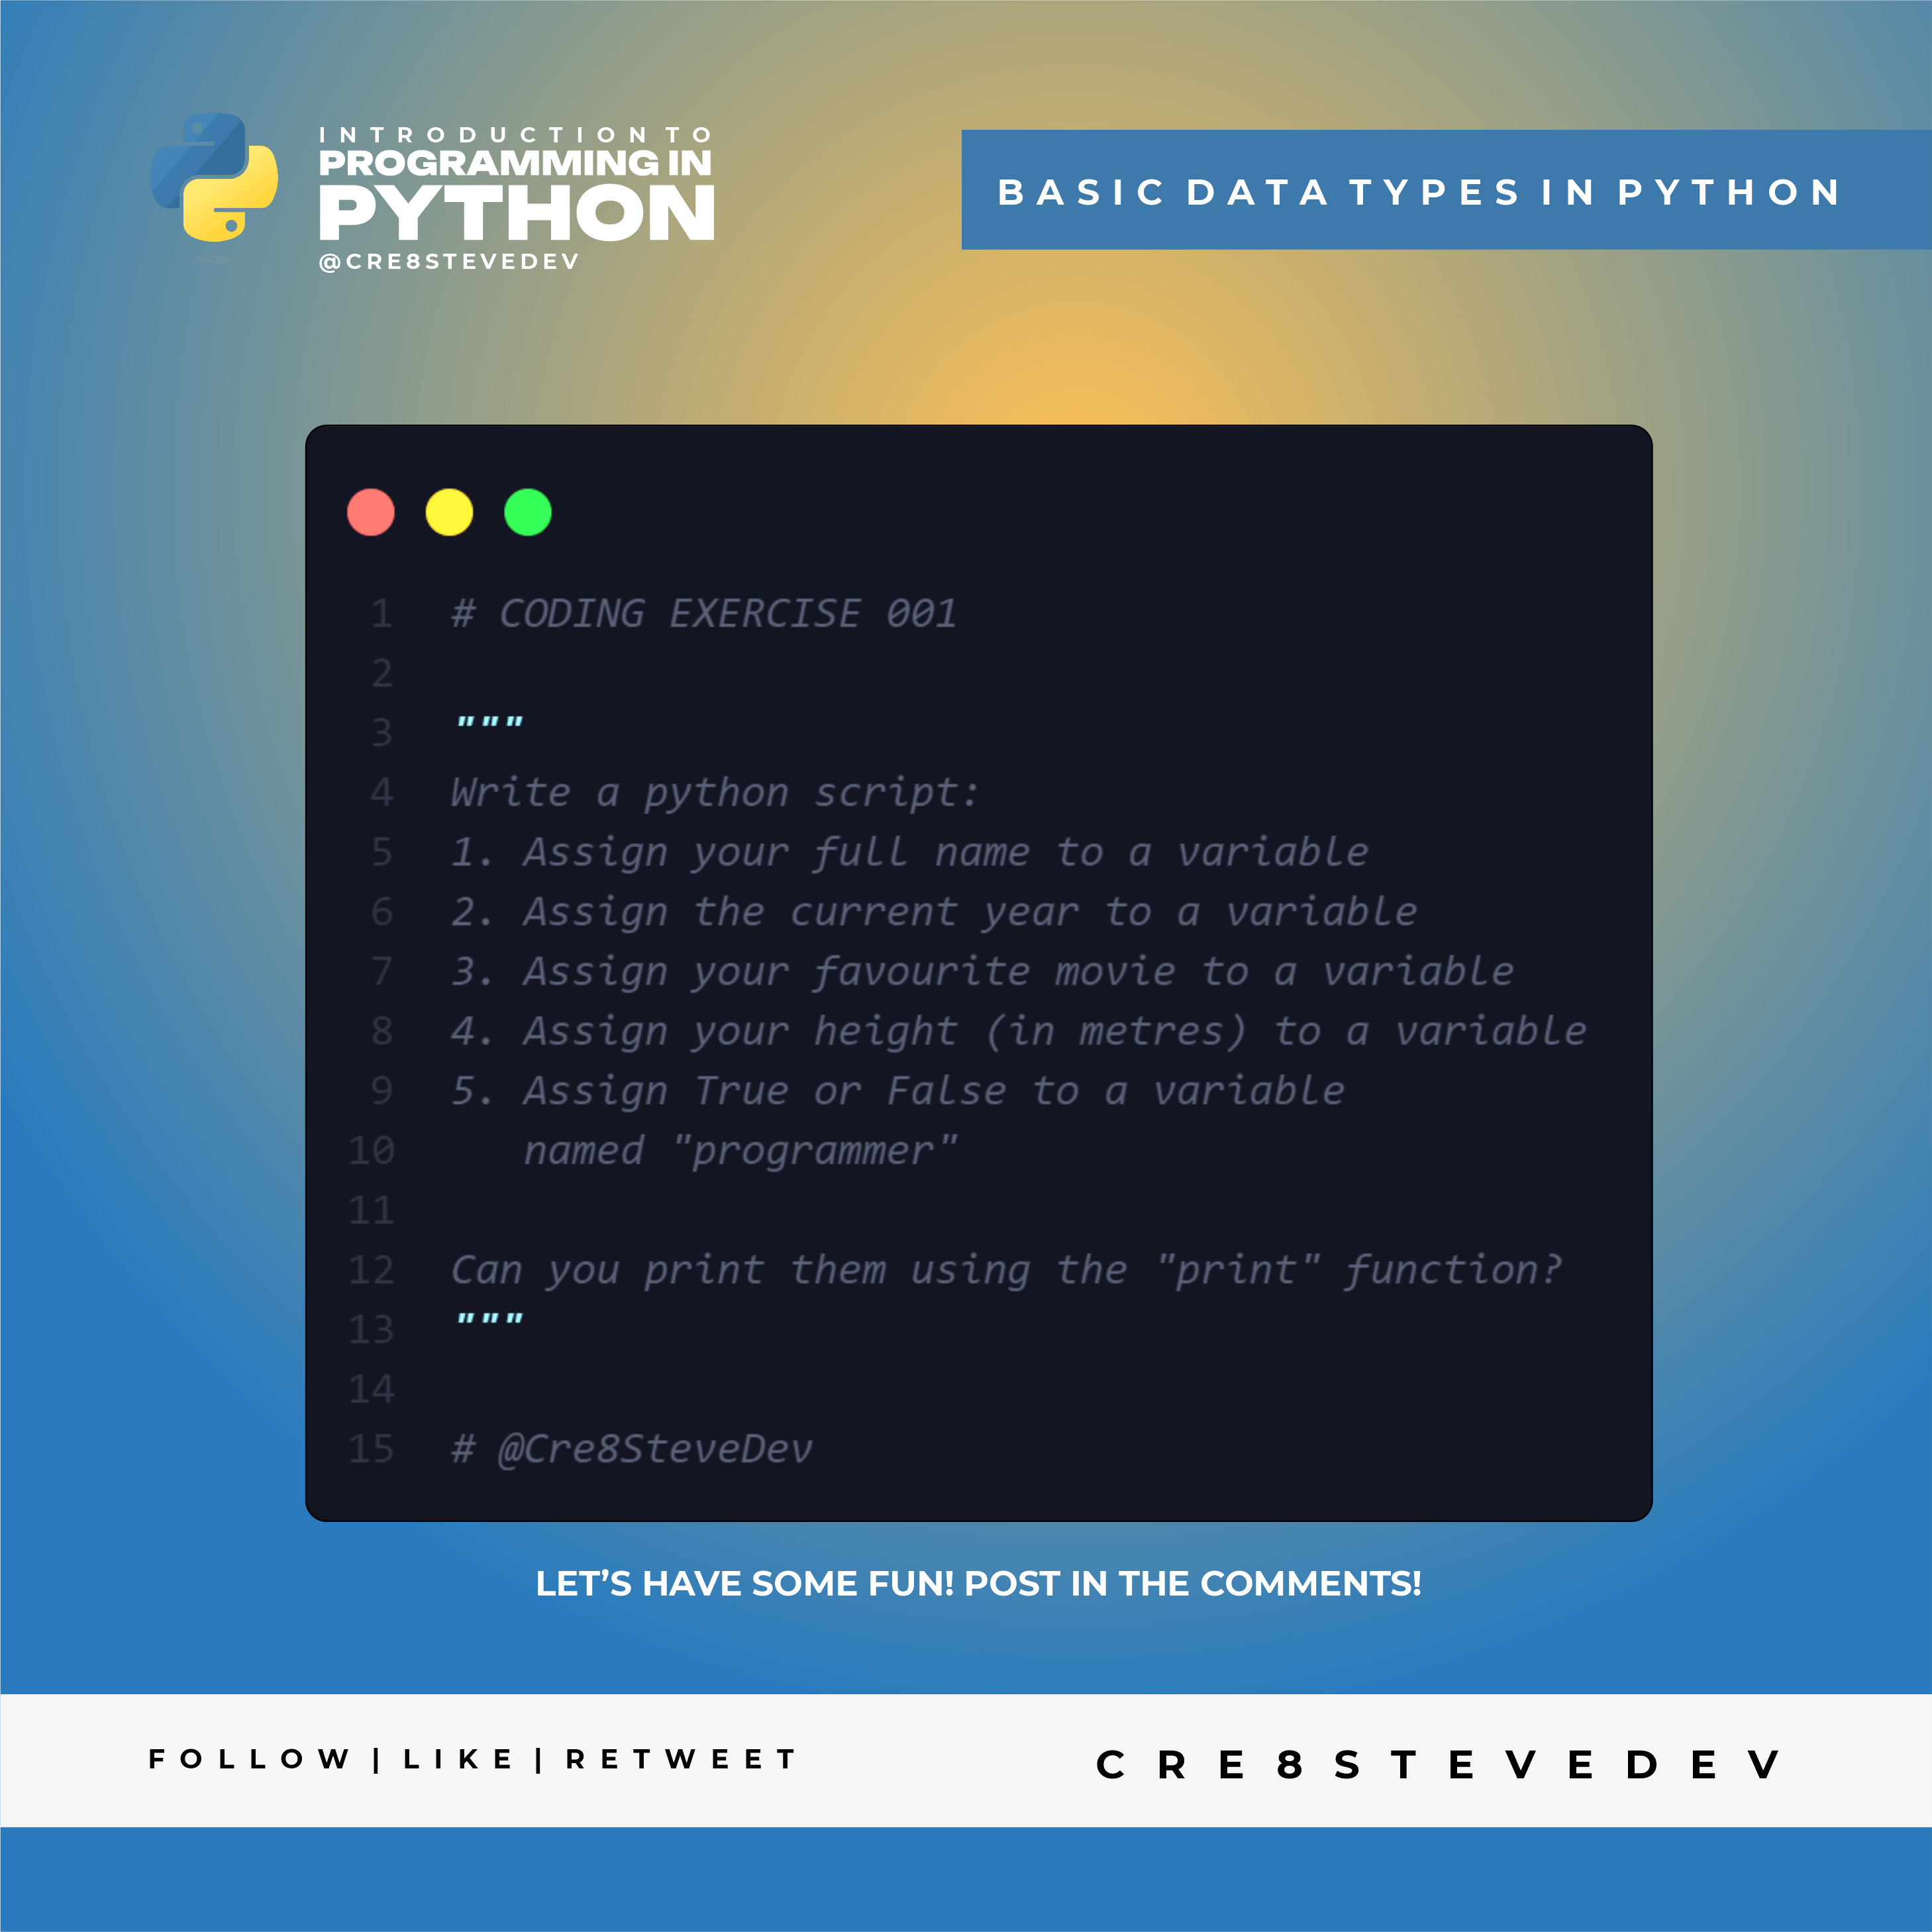 INTRODUCTION TO
PROGRAMMING IN
PYTHON
@CRE8STEVEDEV
BASIC DATA TYPES IN PYTHON
1 # CODING EXERCISE 001
2
3 """
4 Write a python script:
5 1. Assign your full name to a variable
6 2. Assign the current year to a variable
7 3. Assign your favourite movie to a variable
8 4. Assign your height (in metres) to a variable
9 5. Assign True or False to a variable
10 named "programmer"
11
12 Can you print them using the "print" function?
13 """
14
15 # @Cre8SteveDev
LET'S HAVE SOME FUN! POST IN THE COMMENTS!
FOLLOW | LIKE | RETWEET
CRE8STEVEDEV